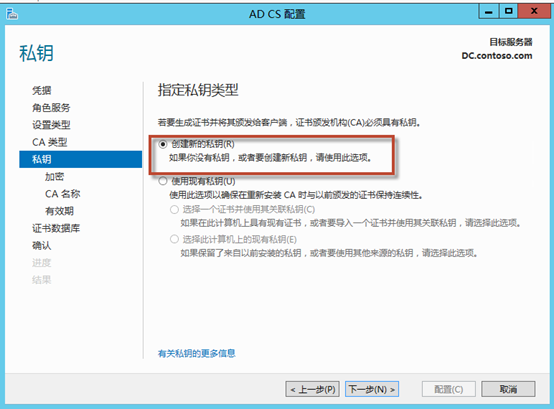 AD CS 配置
私钥
目标服务器
DC.contoso.com
凭据
角色服务
设置类型
CA 类型
私钥
加密
CA 名称
有效期
证书数据库
确认
进度
结果
指定私钥类型
若要生成证书并将其颁发给客户端，证书颁发机构(CA)必须具有私钥。
创建新的私钥(R)
如果你没有私钥，或者要创建新私钥，请使用此选项。
使用现有私钥(U)
使用此选项以确保在重新安装 CA 时与以前颁发的证书保持连续性。
选择一个证书并使用其关联私钥(C)
如果在此计算机上具有现有证书，或者要导入一个证书并使用其关联私钥，请选择此选项。
选择此计算机上的现有私钥(E)
如果保留了来自以前安装的私钥，或者要使用其他来源的私钥，请选择此选项。
有关私钥的更多信息
< 上一步(P)
下一步(N) >
配置(C)
取消